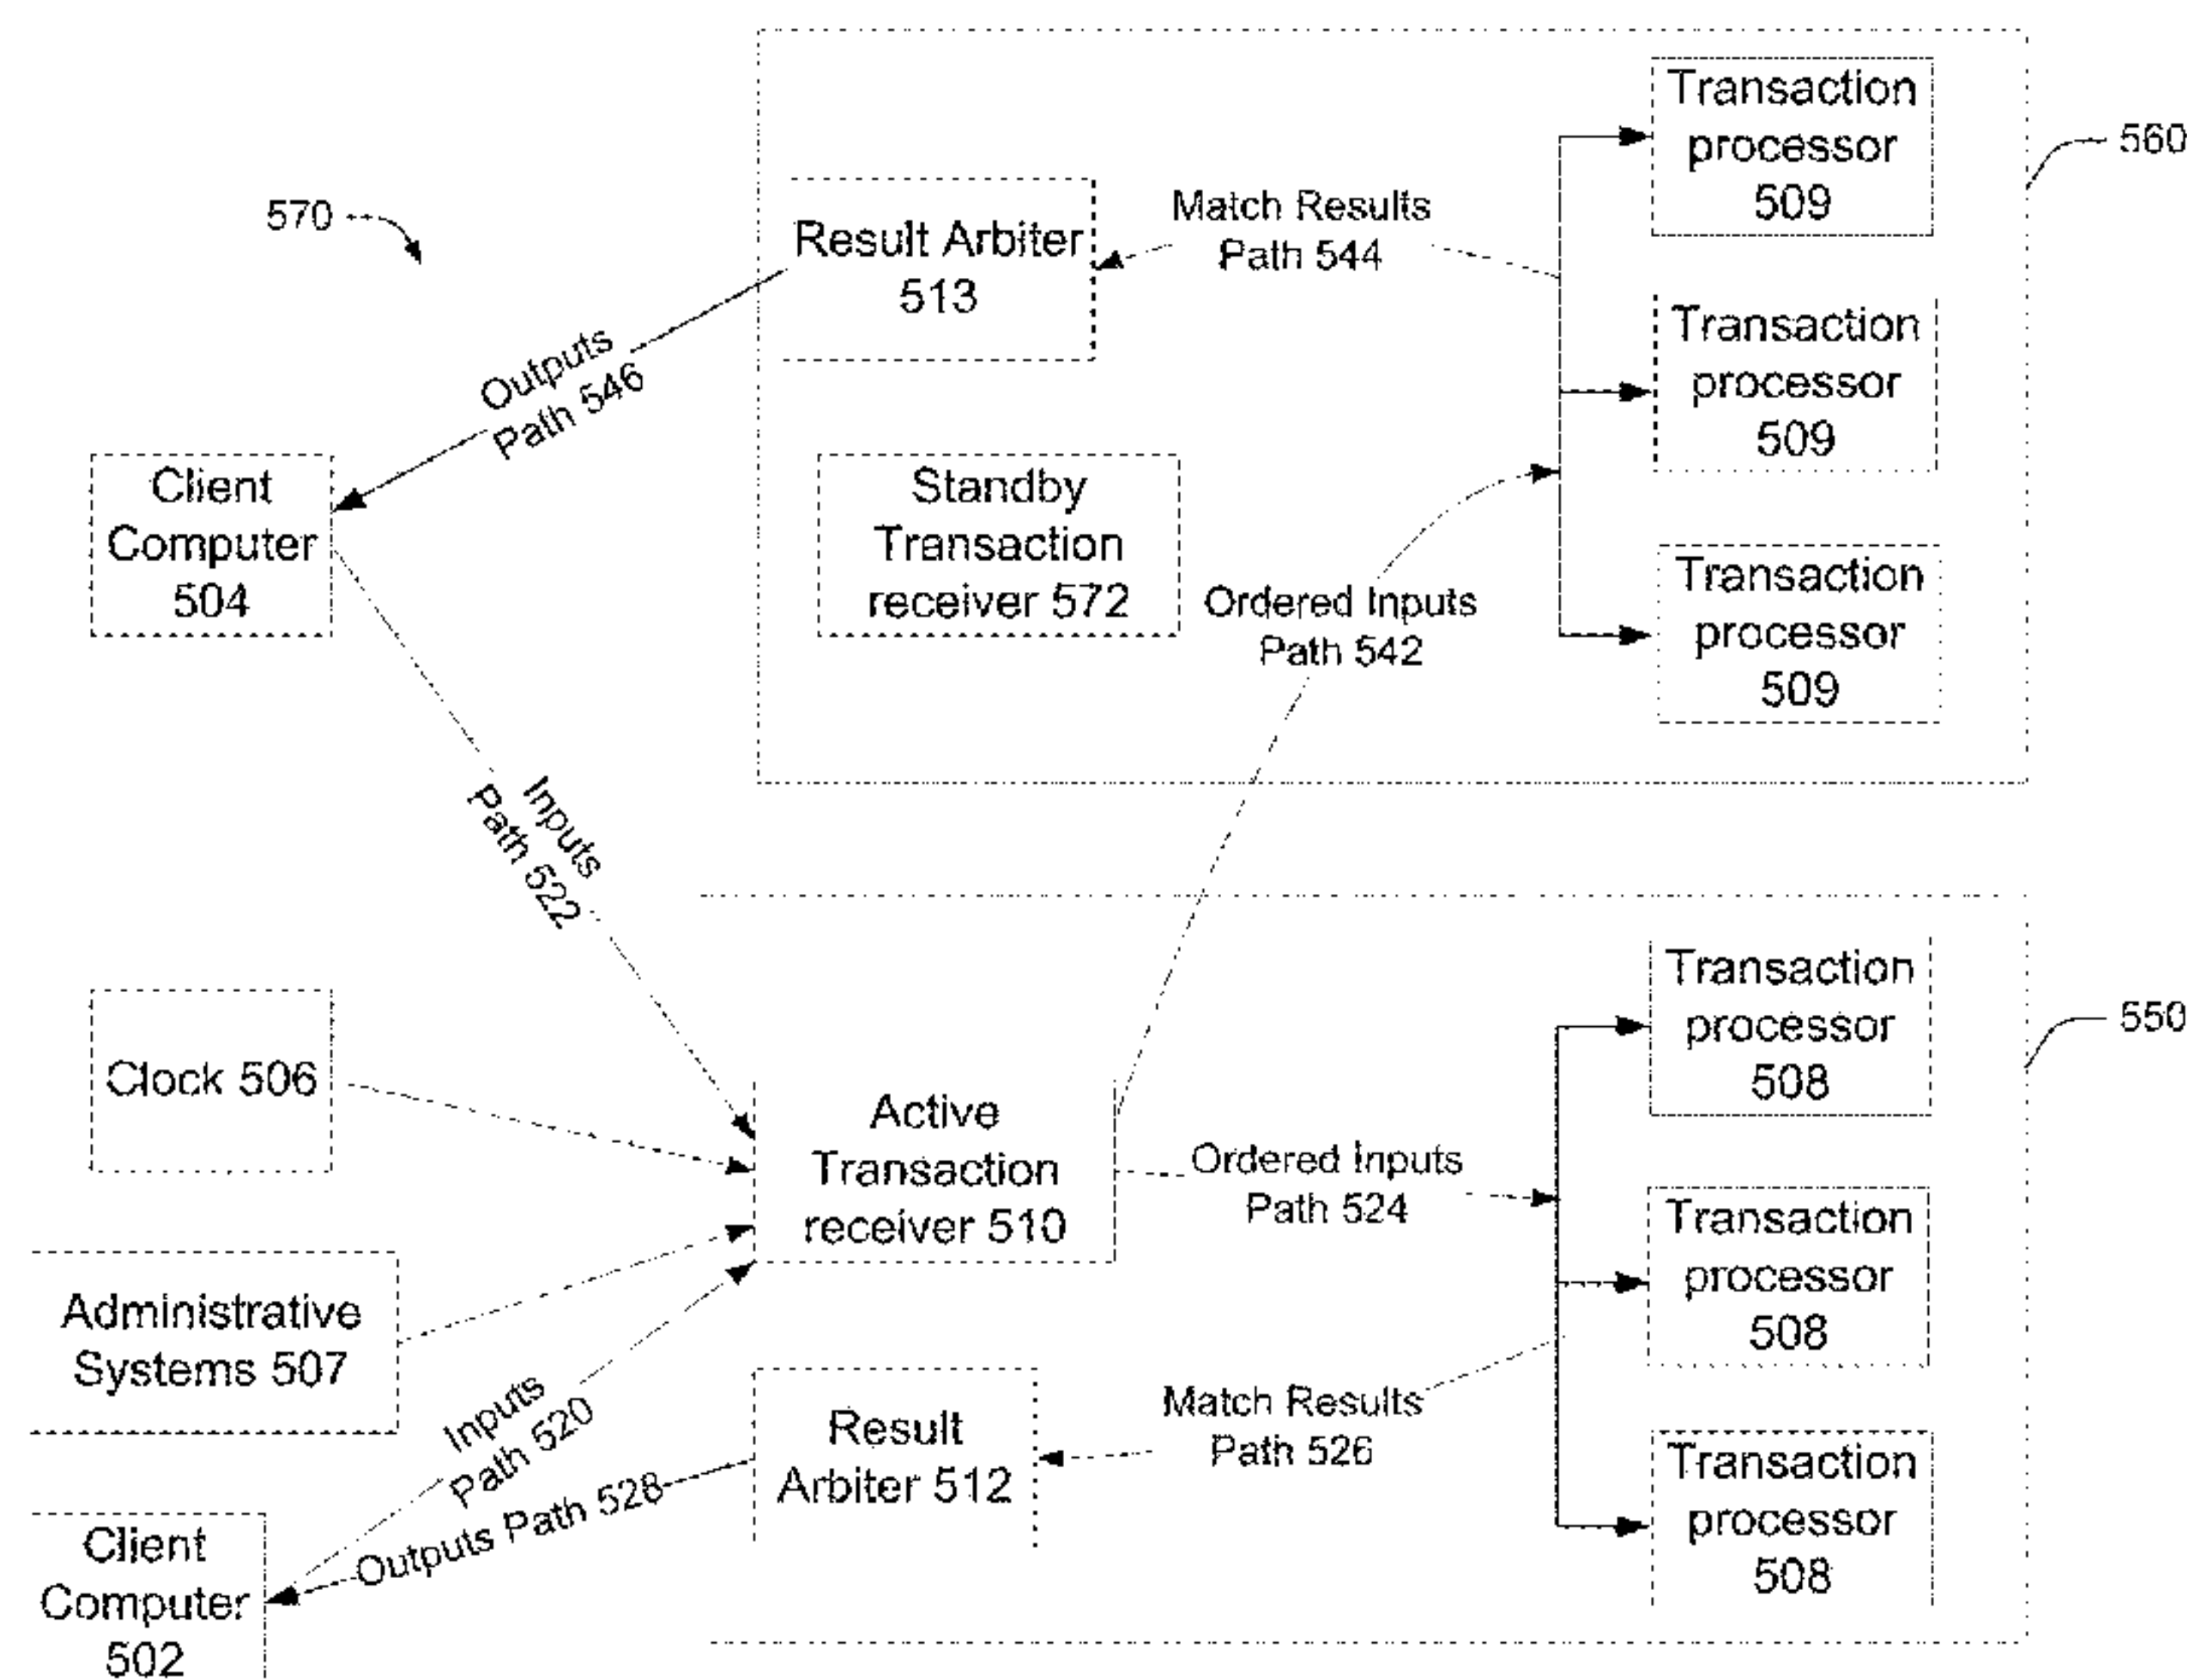 Transaction
processor
509
560
570
Result Arbiter
513
Match Results
Path 544
Transaction
processor
509
Outputs
Path 546
Client
Computer
504
Standby
Transaction
receiver 572
Ordered Inputs
Path 542
Transaction
processor
509
Inputs
Path 522
Transaction
processor
508
550
Clock 506
Active
Transaction
receiver 510
Ordered Inputs
Path 524
Transaction
processor
508
Administrative
Systems 507
Inputs
Path 520
Result
Arbiter 512
Match Results
Path 526
Outputs Path 528
Transaction
processor
508
Client
Computer
502